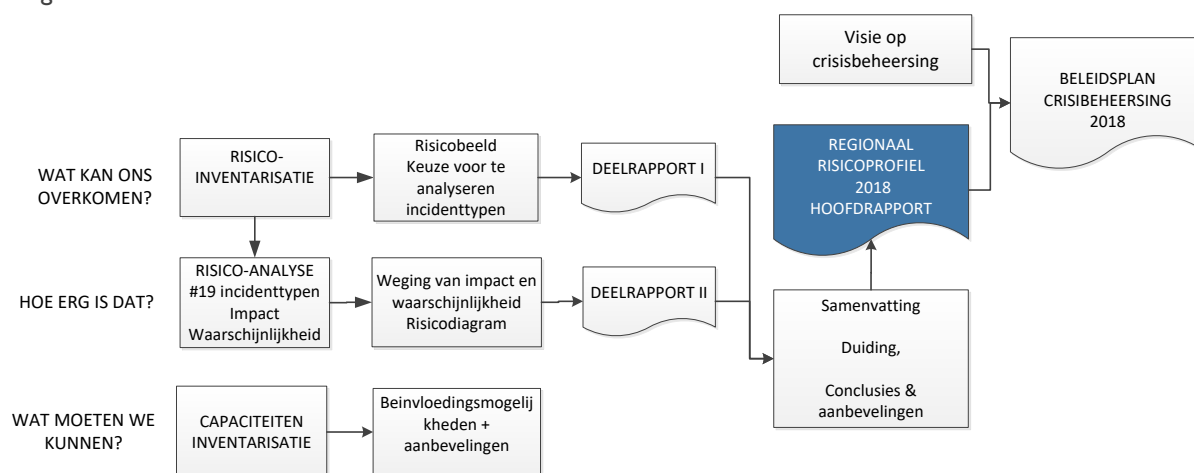 Visie op
crisisbeheersing
BELEIDSPLAN
CRISIBEHEERSING
2018
WAT KAN ONS
OVERKOMEN?
RISICO-
INVENTARISATIE
Risicobeeld
Keuze voor te
analyseren
incidenttypen
DEELRAPPORT I
REGIONAAL
RISICOPROFIEL
2018
HOOFDRAPPORT
HOE ERG IS DAT?
RISICO-ANALYSE
#19 incidenttypen
Impact
Waarschijnlijkheid
Weging van impact en
waarschijnlijkheid
Risicodiagram
DEELRAPPORT II
Samenvatting
Duiding,
Conclusies &
aanbevelingen
WAT MOETEN WE
KUNNEN?
CAPACITEITEN
INVENTARISATIE
Beinvloedingsmogelij
kheden +
aanbevelingen